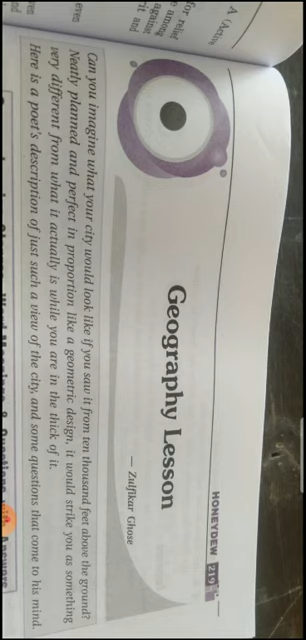 HONEYDEW 219
Geography Lesson
— Zulfikar Ghose
Can you imagine what your city would look like if you saw it from ten thousand feet above the ground?
Neatly planned and perfect in proportion like a geometric design, it would strike you as something
very different from what it actually is while you are in the thick of it.
Here is a poet's description of just such a view of the city, and some questions that come to his mind.
A (Active
for relief
among
against
it and
even